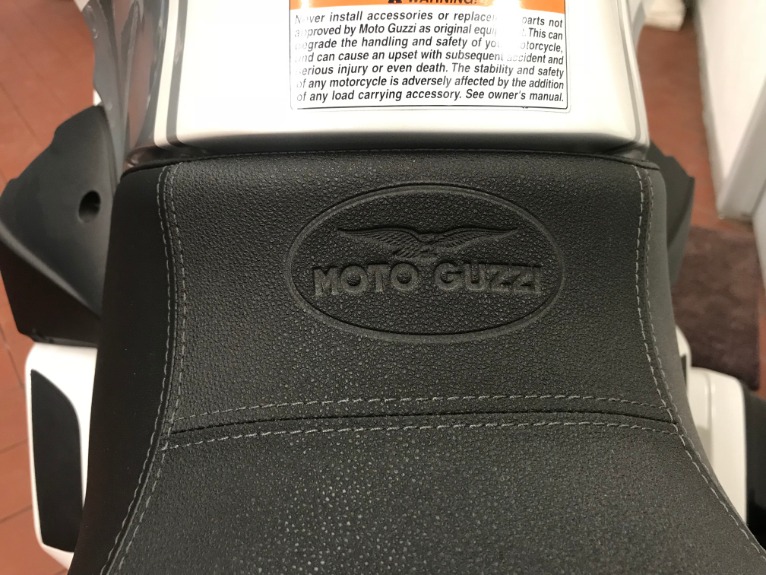 WARNING!
Never install accessories or replacement parts not
approved by Moto Guzzi as original equipment. This can
degrade the handling and safety of your motorcycle,
and can cause an upset with subsequent accident and
serious injury or even death. The stability and safety
of any motorcycle is adversely affected by the addition
of any load carrying accessory. See owner's manual.
MOTO GUZZI